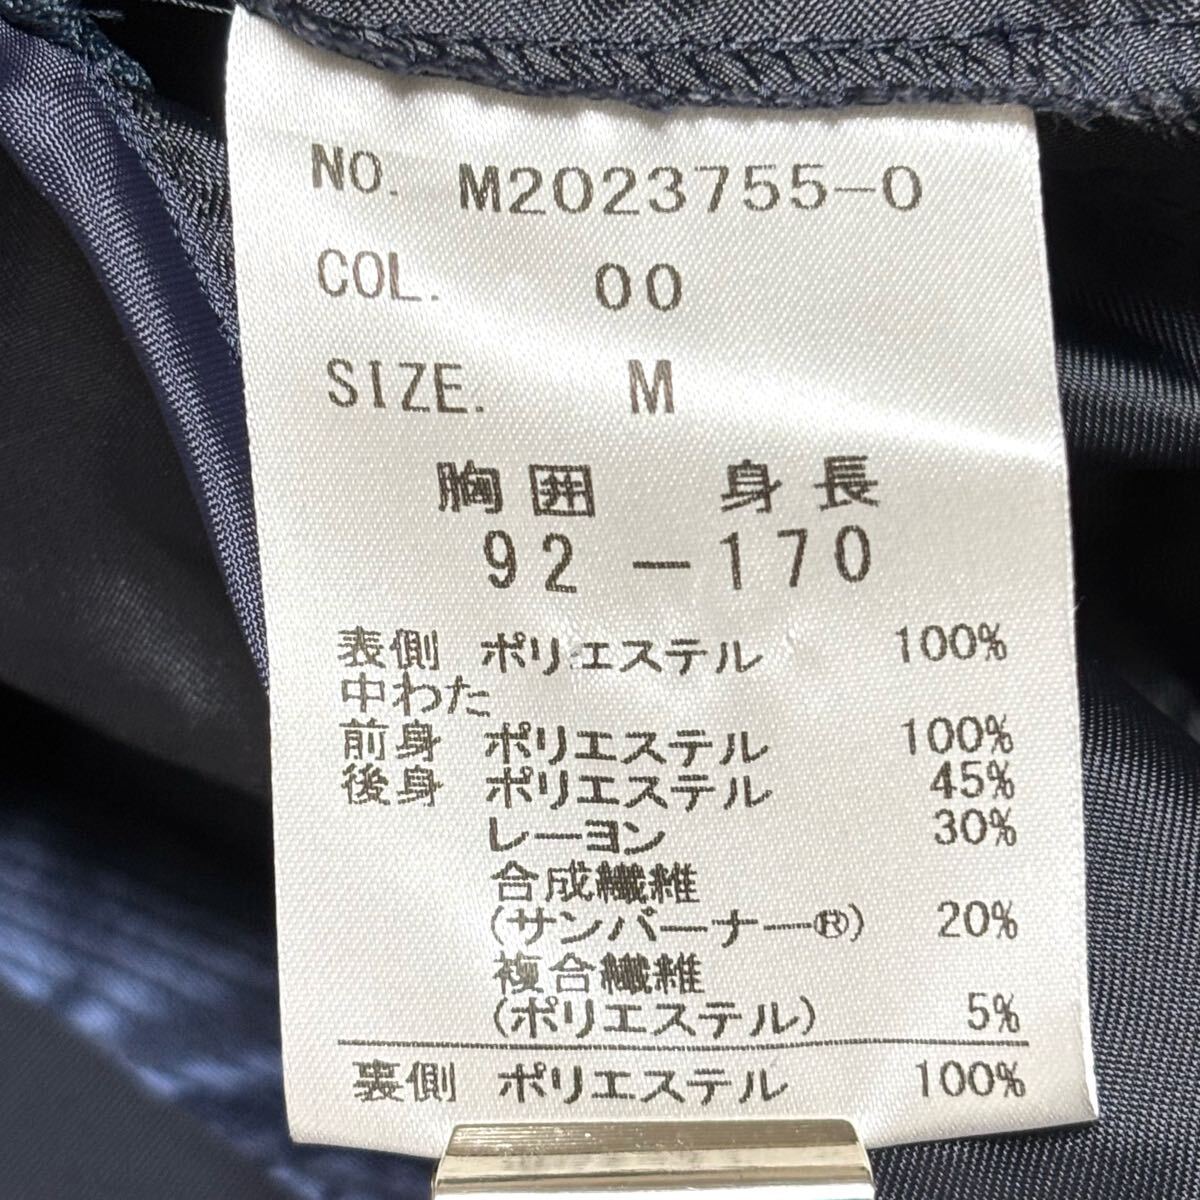 NO. M2023755-0
COL. 00
SIZE. M
胸囲 身長
92 -170
表側 ポリエステル 100%
中わた
前身 ポリエステル 100%
後身 ポリエステル 45%
レーヨン 30%
合成繊維
(サンバーナー®) 20%
複合繊維
(ポリエステル) 5%
裏側 ポリエステル 100%